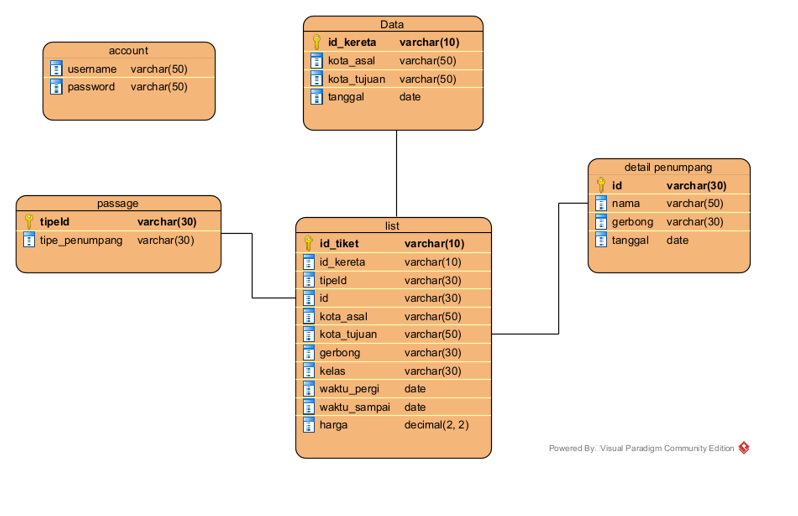 account
username varchar(50)
password varchar(50)
Data
id_kereta varchar(10)
kota_asal varchar(50)
kota_tujuan varchar(50)
tanggal date
passage
tipeId varchar(30)
tipe_penumpang varchar(30)
list
id_tiket varchar(10)
id_kereta varchar(10)
tipeId varchar(30)
id varchar(30)
kota_asal varchar(50)
kota_tujuan varchar(50)
gerbong varchar(30)
kelas varchar(30)
waktu_pergi date
waktu_sampai date
harga decimal(2, 2)
detail penumpang
id varchar(30)
nama varchar(50)
gerbong varchar(30)
tanggal date
Powered By Visual Paradigm Community Edition